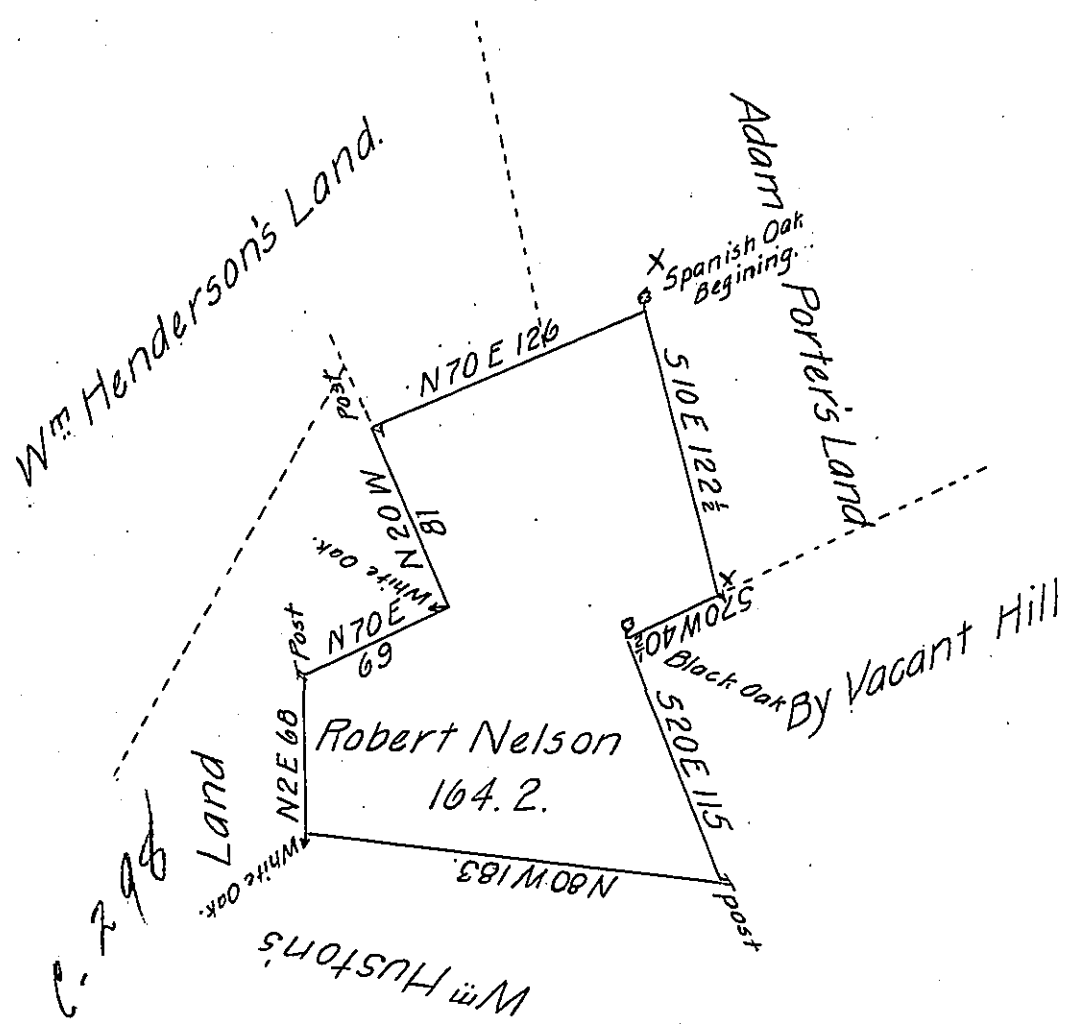 Wm Henderson's Land.
Adam
Porter's Land
X
Spanish Oak
Begining.
N70E 126
Post
S10E 122½
N20W
81
White Oak.
N70E
69
Post
X
S70W40½
Black Oak
By Vacant Hill
N2E 68
Robert Nelson
164.2.
S20E 115
Land
White Oak.
N80W183.
post
Wm Huston's
C. 298